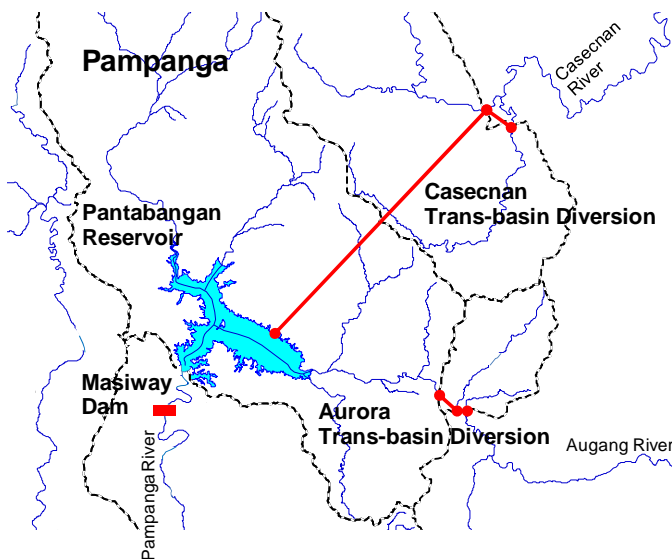 Pampanga
Casecnan
River
Casecnan
Trans-basin Diversion
Pantabangan
Reservoir
Masiway
Dam
Aurora
Trans-basin Diversion
Augang River
Pampanga River